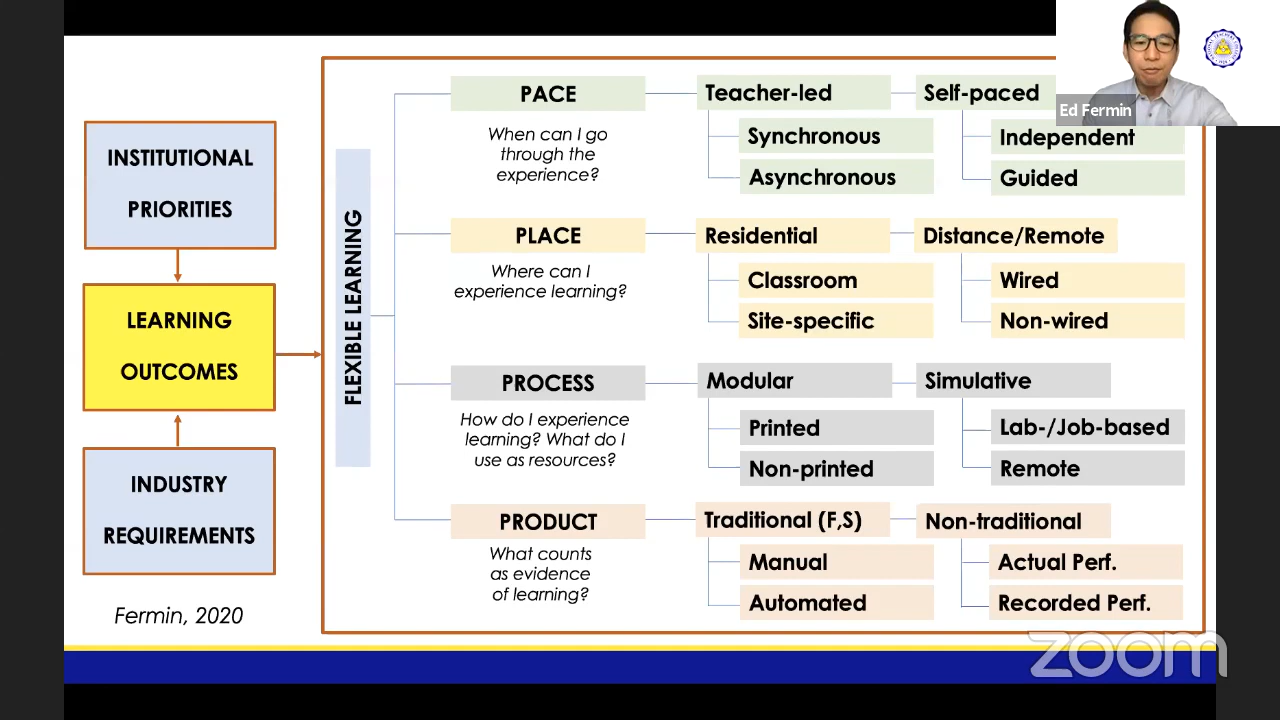 INSTITUTIONAL
PRIORITIES
LEARNING
OUTCOMES
INDUSTRY
REQUIREMENTS
Fermin, 2020
FLEXIBLE LEARNING
PACE
When can I go
through the
experience?
Teacher-led
Synchronous
Asynchronous
Self-paced
Independent
Guided
PLACE
Where can I
experience learning?
Residential
Classroom
Site-specific
Distance/Remote
Wired
Non-wired
PROCESS
How do I experience
learning? What do I
use as resources?
Modular
Printed
Non-printed
Simulative
Lab-/Job-based
Remote
PRODUCT
What counts
as evidence
of learning?
Traditional (F,S)
Manual
Automated
Non-traditional
Actual Perf.
Recorded Perf.
Ed Fermin
zoom